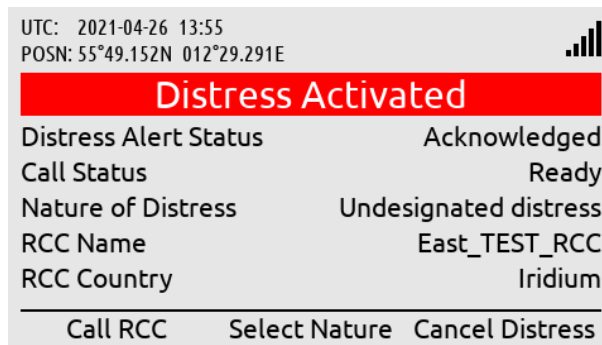 UTC: 2021-04-26 13:55
POSN: 55°49.152N 012°29.291E
Distress Activated
Distress Alert Status Acknowledged
Call Status Ready
Nature of Distress Undesignated distress
RCC Name East_TEST_RCC
RCC Country Iridium
Call RCC Select Nature Cancel Distress